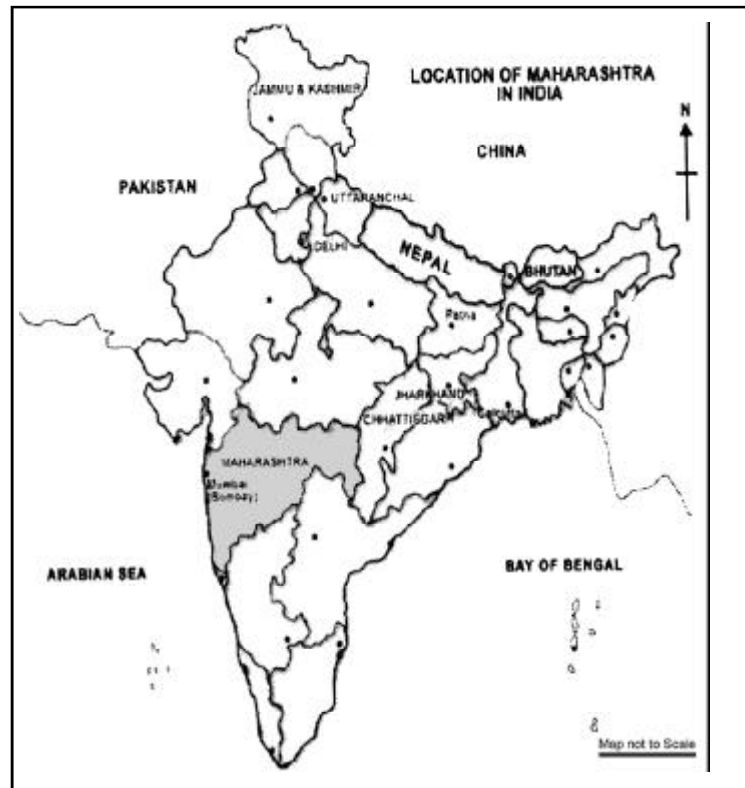 LOCATION OF MAHARASHTRA
IN INDIA
JAMMU & KASHMIR
N
CHINA
PAKISTAN
UTTARANCHAL
DELHI
NEPAL
BHUTAN
Patna
JHARKHAND
CHHATTISGARH
Calcutta
MAHARASHTRA
Mumbai
(Bombay)
ARABIAN SEA
BAY OF BENGAL
Map not to Scale